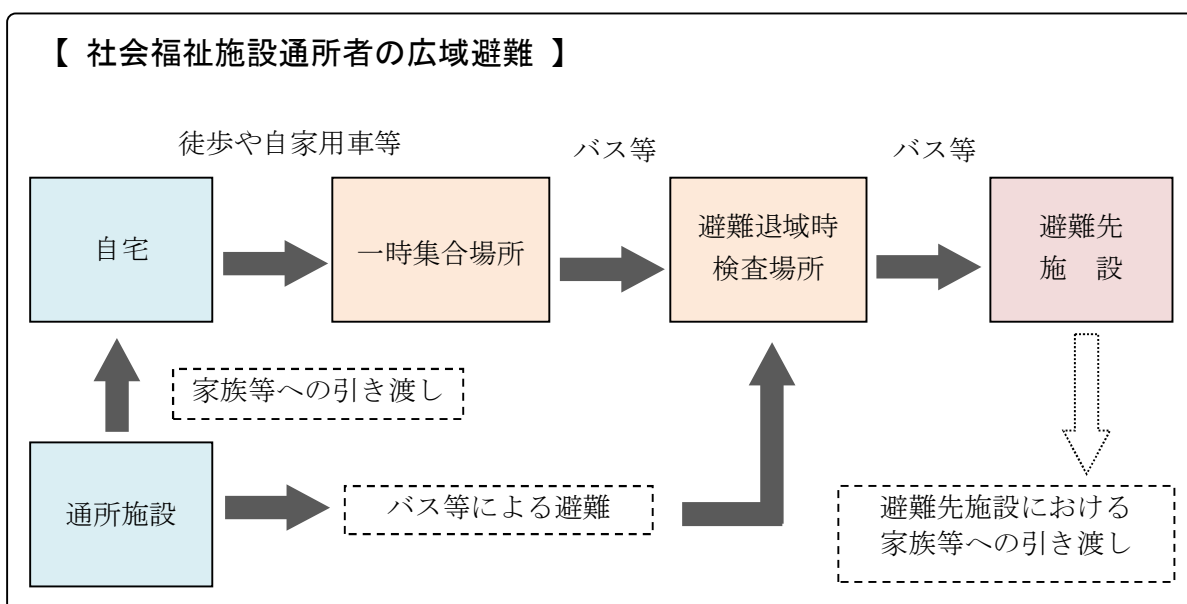 【 社会福祉施設通所者の広域避難 】
徒歩や自家用車等
バス等
バス等
自宅
一時集合場所
避難退域時
検査場所
避難先
施　設
家族等への引き渡し
通所施設
バス等による避難
避難先施設における
家族等への引き渡し